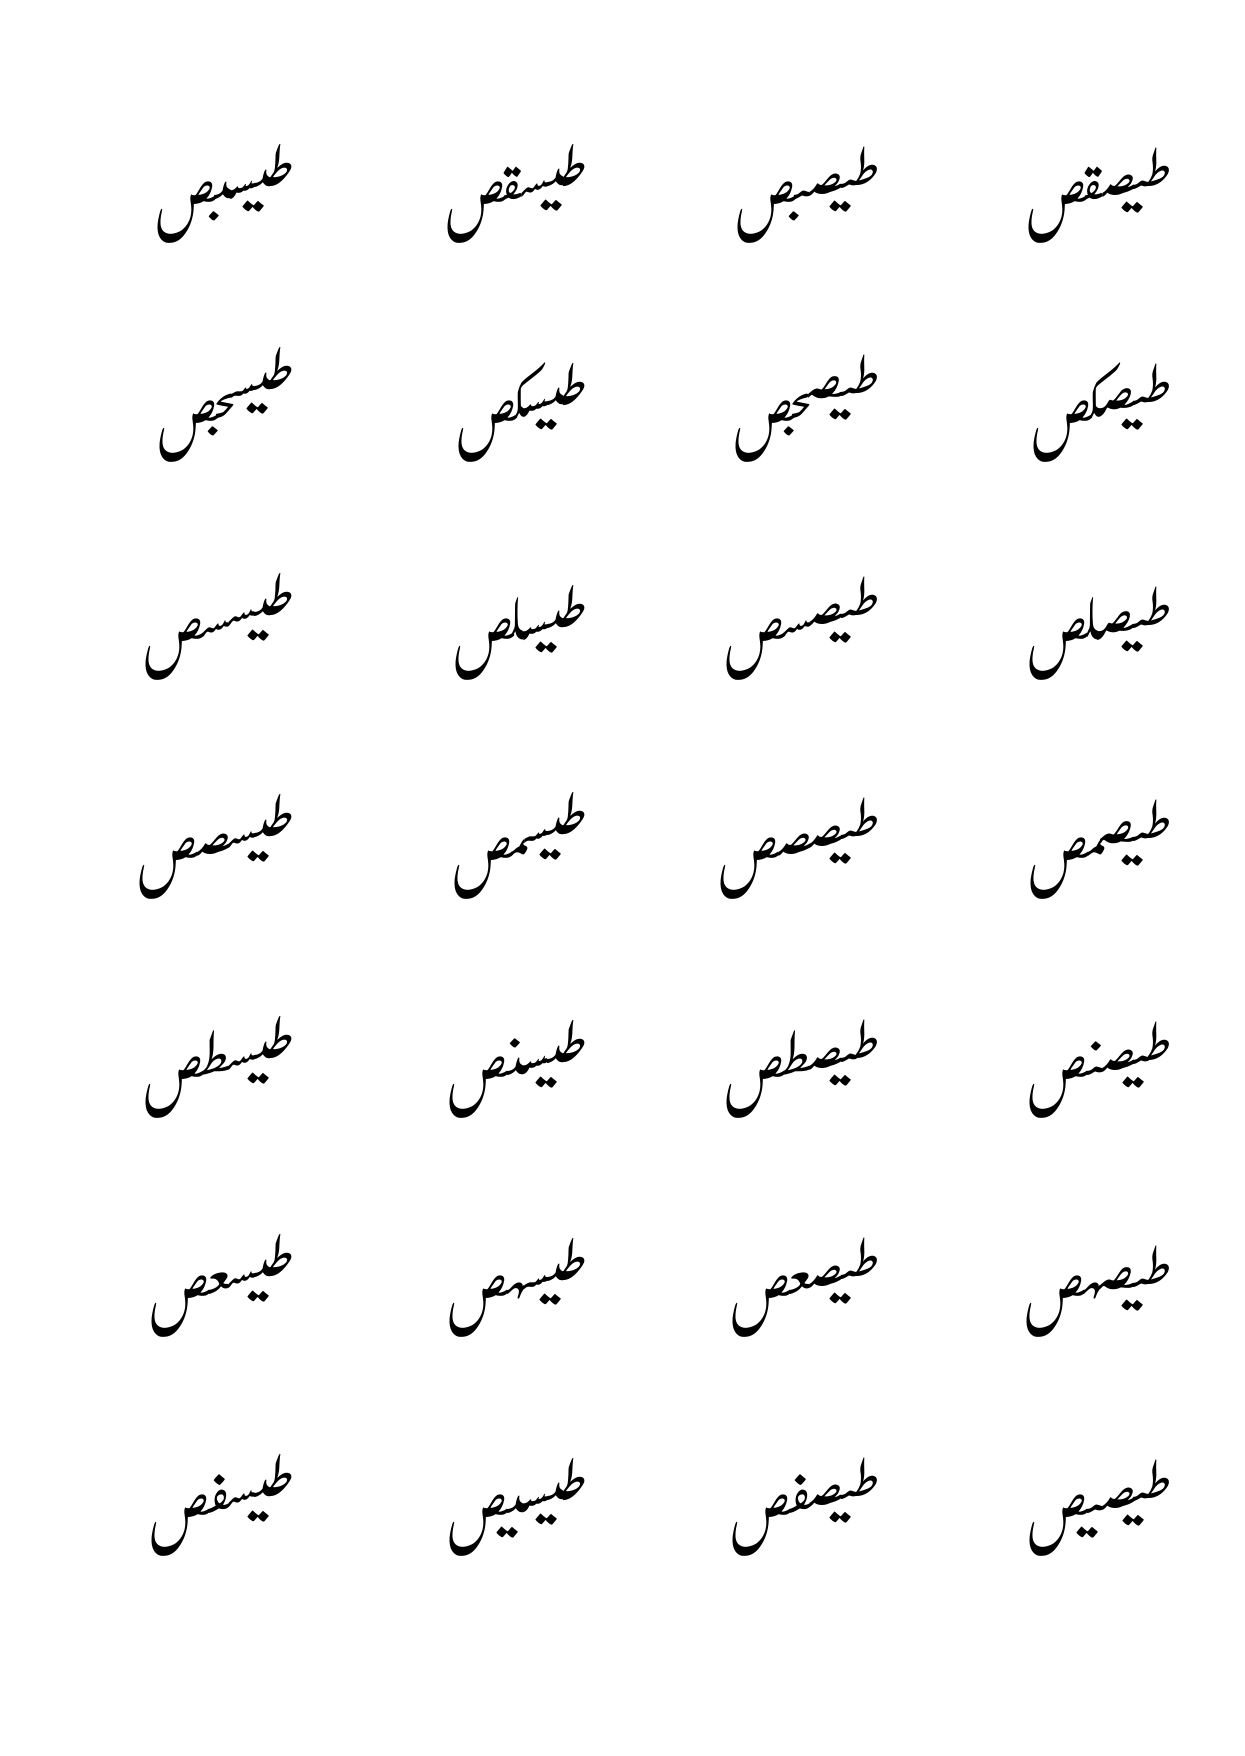 طيصقص طيصبص طيسقص طيسبص
طيصكص طيصجص طيسكص طيسجص
طيصلص طيصسص طيسلص طيسسص
طيصمص طيصصص طيسمص طيسصص
طيصنص طيصطص طيسنص طيسطص
طيصهص طيصعص طيسهص طيسعص
طيصيص طيصفص طيسيص طيسفص